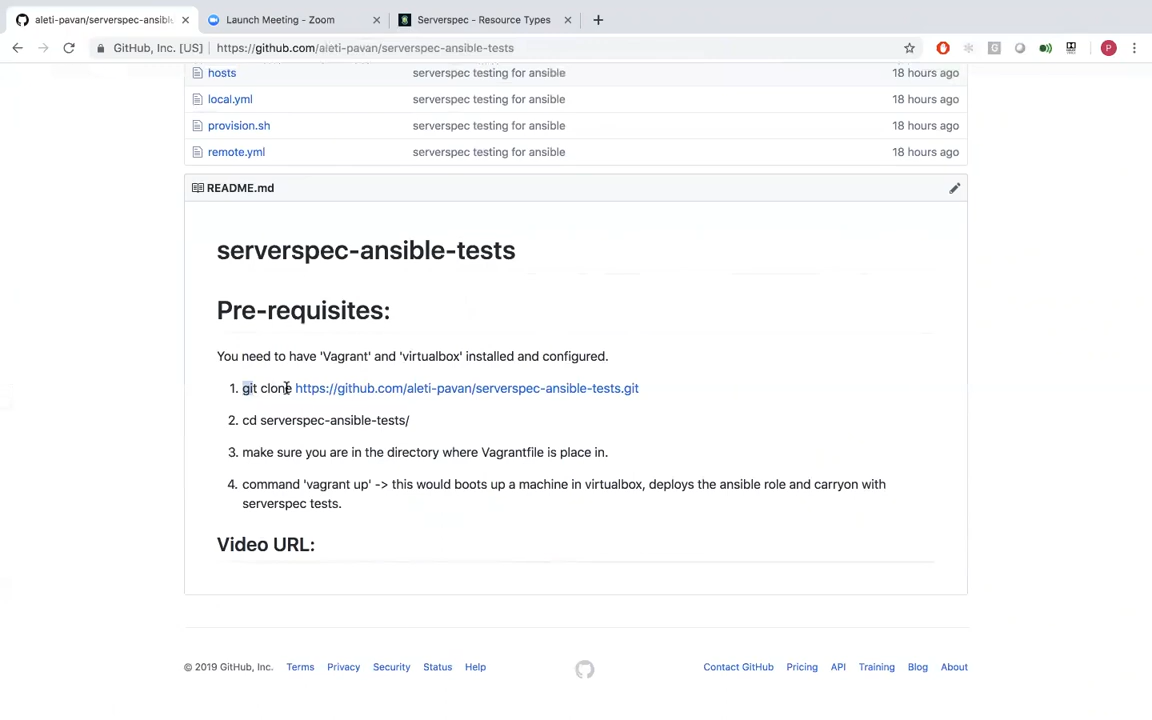 aleti-pavan/serverspec-ansible
Launch Meeting - Zoom
Serverspec - Resource Types
GitHub, Inc. [US]
https://github.com/aleti-pavan/serverspec-ansible-tests
G
P
hosts
serverspec testing for ansible
18 hours ago
local.yml
serverspec testing for ansible
18 hours ago
provision.sh
serverspec testing for ansible
18 hours ago
remote.yml
serverspec testing for ansible
18 hours ago
README.md
serverspec-ansible-tests
Pre-requisites:
You need to have 'Vagrant' and 'virtualbox' installed and configured.
1. git clone https://github.com/aleti-pavan/serverspec-ansible-tests.git
2. cd serverspec-ansible-tests/
3. make sure you are in the directory where Vagrantfile is place in.
4. command 'vagrant up' -> this would boots up a machine in virtualbox, deploys the ansible role and carryon with
serverspec tests.
Video URL:
© 2019 GitHub, Inc. Terms Privacy Security Status Help
Contact GitHub Pricing API Training Blog About